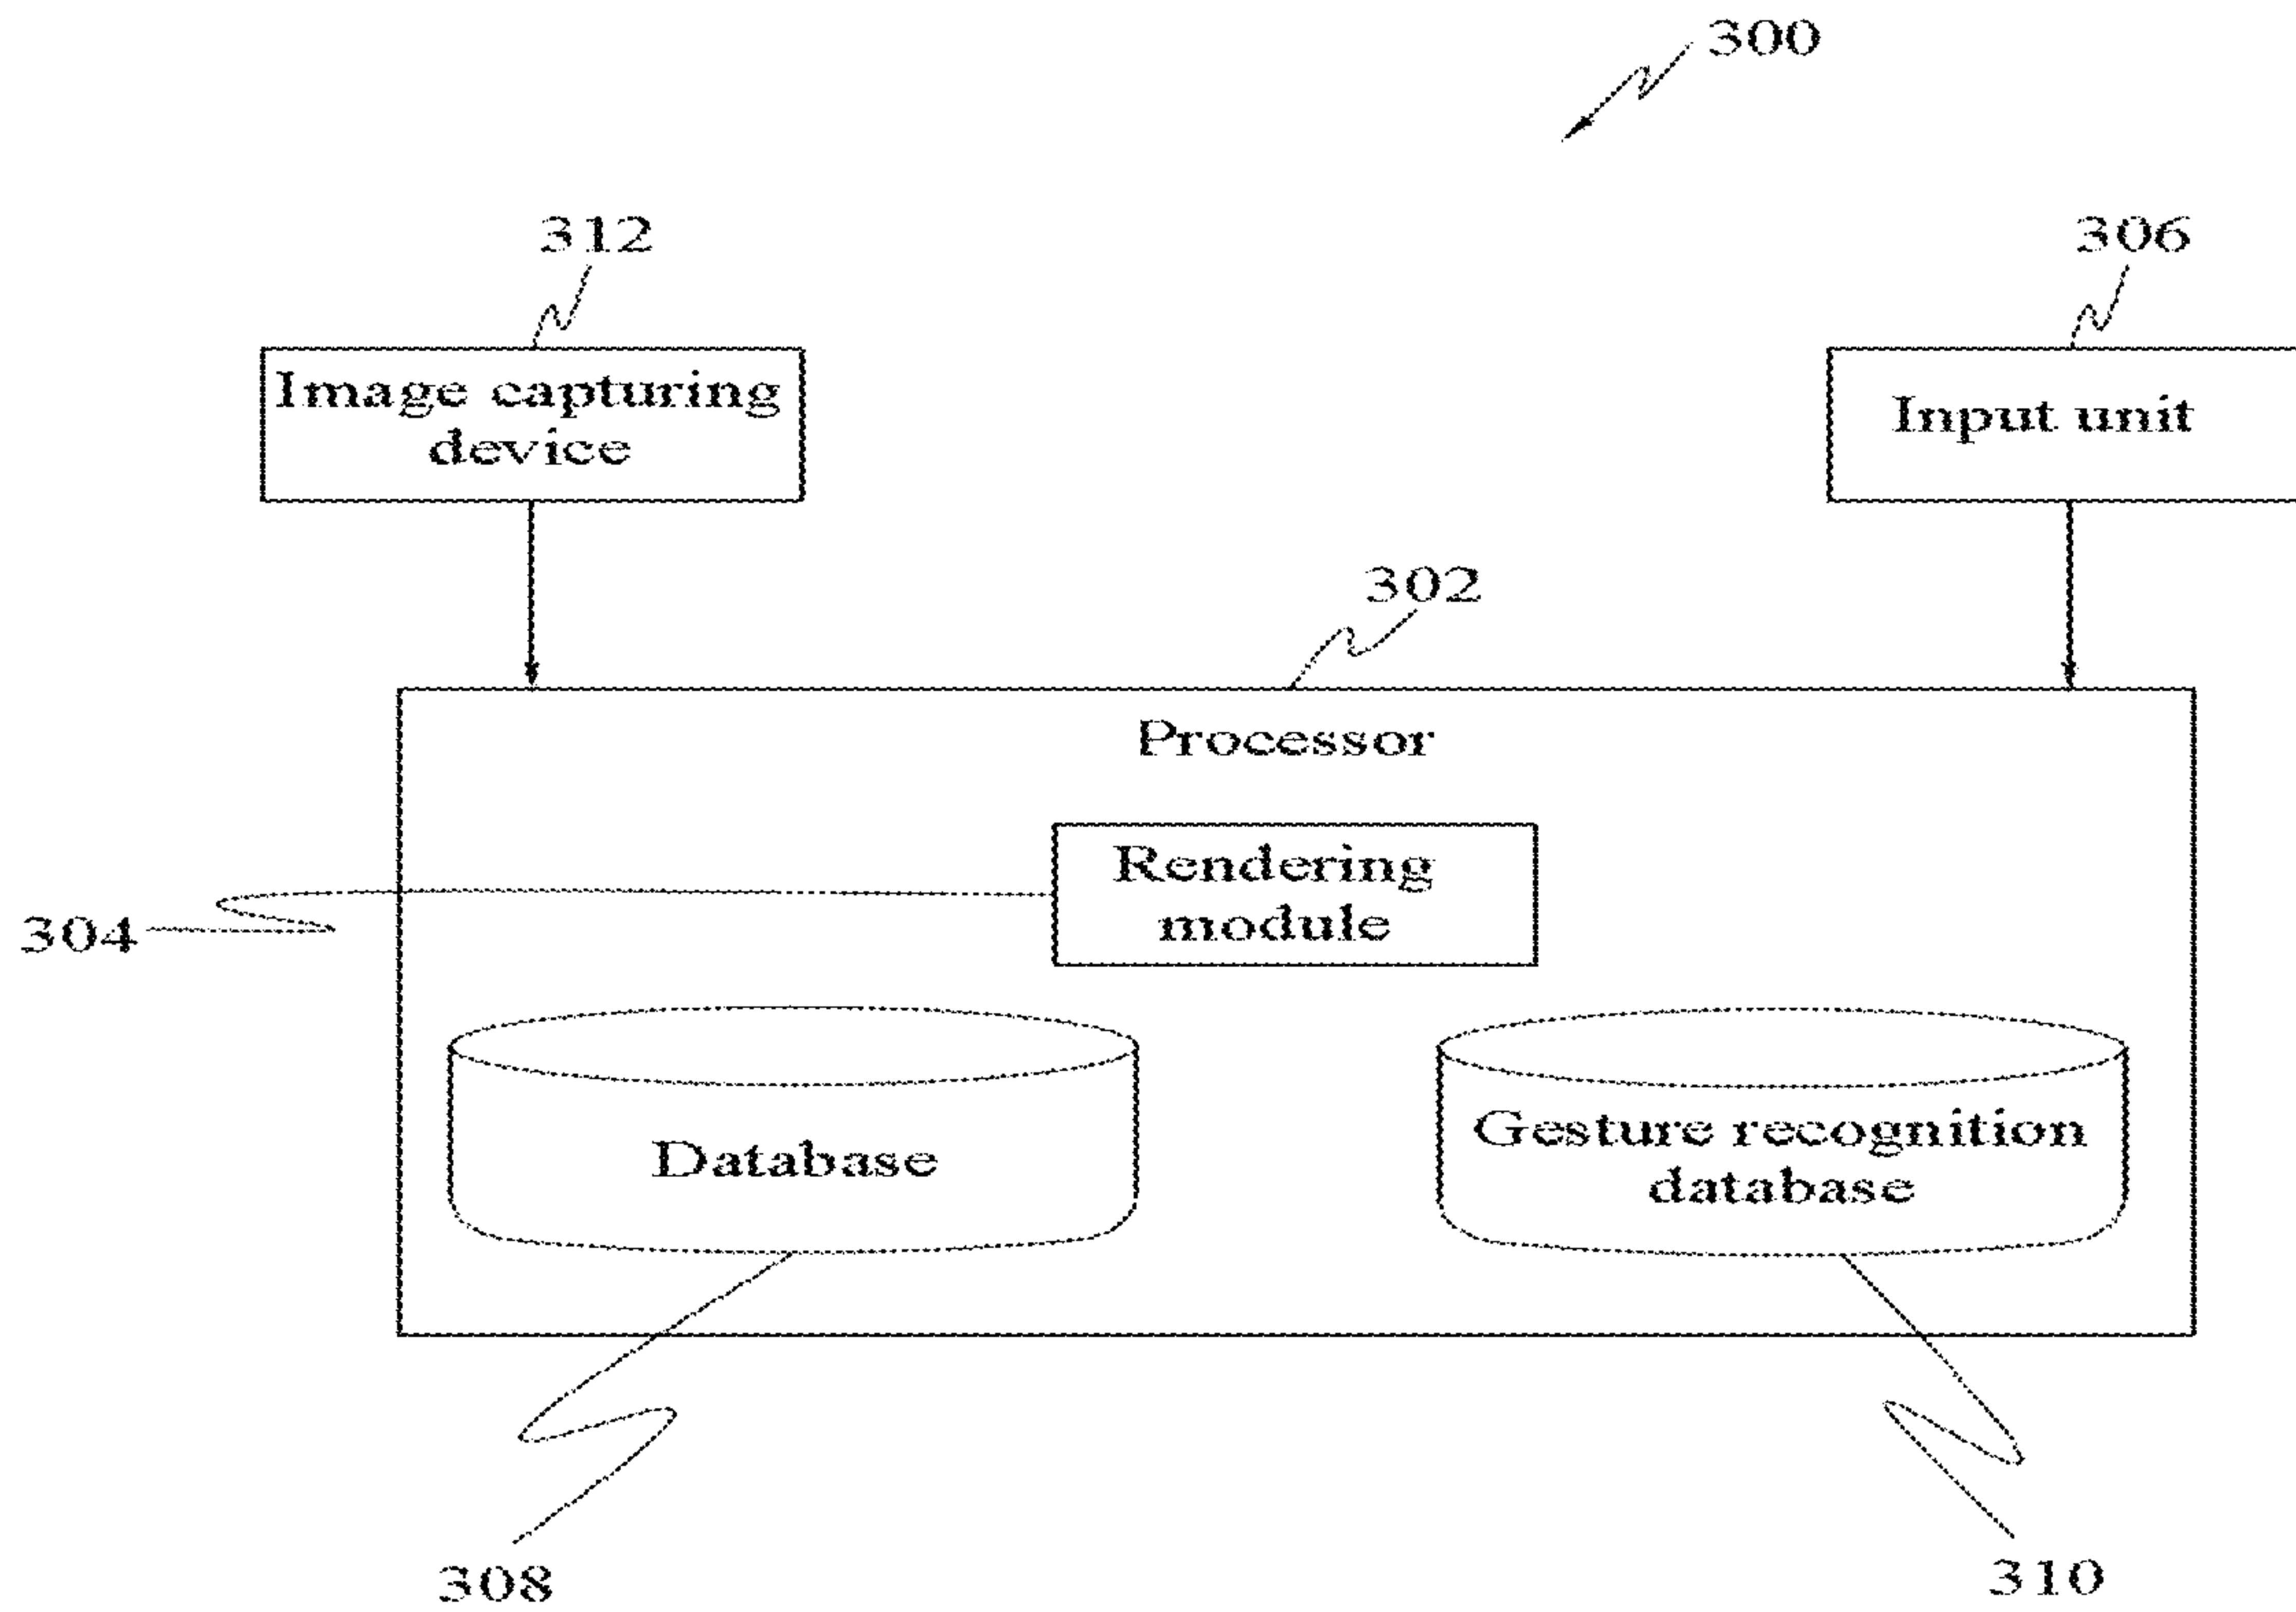 300
312
306
Image capturing
device
Input unit
302
Processor
Rendering
module
304
Database
Gesture recognition
database
308
310